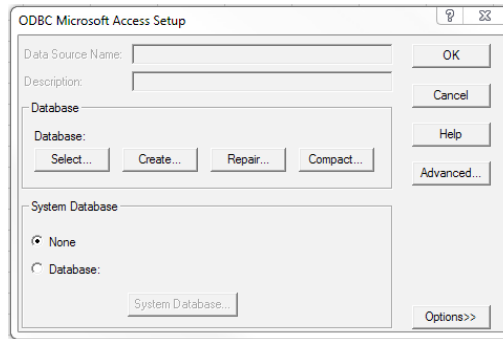 ODBC Microsoft Access Setup
Data Source Name:
OK
Description:
Cancel
Database
Database:
Help
Select... Create... Repair... Compact...
Advanced...
System Database
None
Database:
System Database...
Options>>